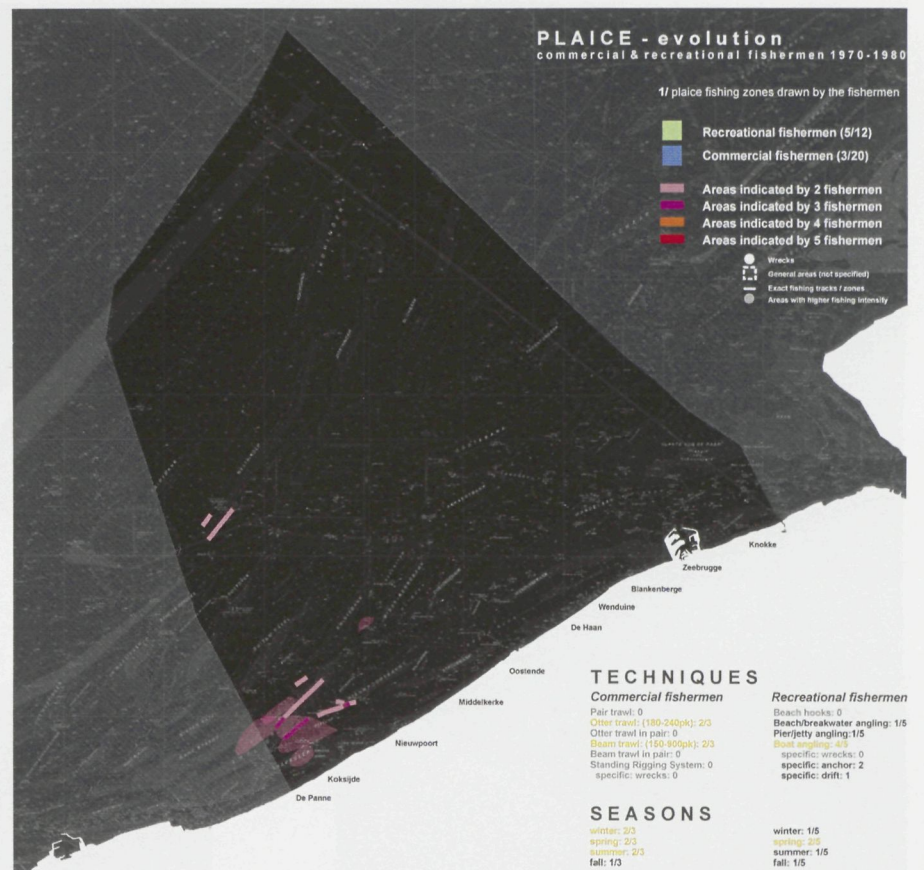 PLAICE - evolution
commercial & recreational fishermen 1970-1980
1/ plaice fishing zones drawn by the fishermen
Recreational fishermen (5/12)
Commercial fishermen (3/20)
Areas indicated by 2 fishermen
Areas indicated by 3 fishermen
Areas indicated by 4 fishermen
Areas indicated by 5 fishermen
Wrecks
General areas (not specified)
Exact fishing tracks / zones
Areas with higher fishing intensity
Knokke
Zeebrugge
Blankenberge
Wenduine
De Haan
Oostende
Middelkerke
Nieuwpoort
Koksijde
De Panne
TECHNIQUES
Commercial fishermen
Pair trawl: 0
Otter trawl: (180-240pk): 2/3
Otter trawl in pair: 0
Beam trawl: (150-900pk): 2/3
Beam trawl in pair: 0
Standing Rigging System: 0
specific: wrecks: 0
Recreational fishermen
Beach hooks: 0
Beach/breakwater angling: 1/5
Pier/jetty angling:1/5
Boat angling: 4/5
specific: wrecks: 0
specific: anchor: 2
specific: drift: 1
SEASONS
winter: 2/3
spring: 2/3
summer: 2/3
fall: 1/3
winter: 1/5
spring: 2/5
summer: 1/5
fall: 1/5